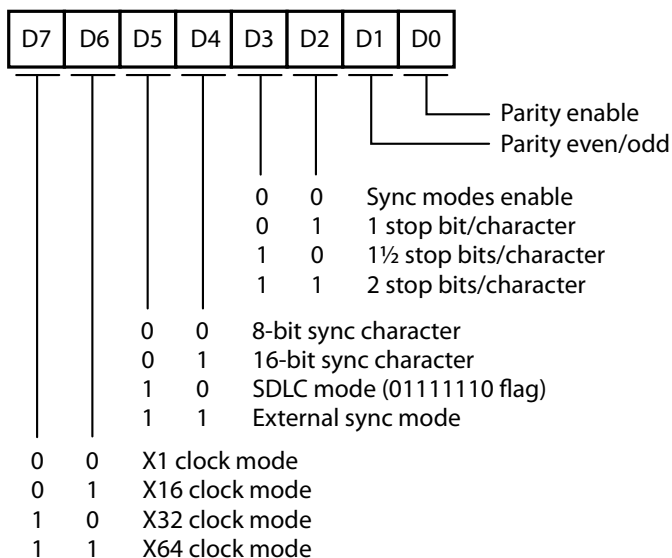 D7 D6 D5 D4 D3 D2 D1 D0
Parity enable
Parity even/odd
0 0 Sync modes enable
0 1 1 stop bit/character
1 0 1½ stop bits/character
1 1 2 stop bits/character
0 0 8-bit sync character
0 1 16-bit sync character
1 0 SDLC mode (01111110 flag)
1 1 External sync mode
0 0 X1 clock mode
0 1 X16 clock mode
1 0 X32 clock mode
1 1 X64 clock mode